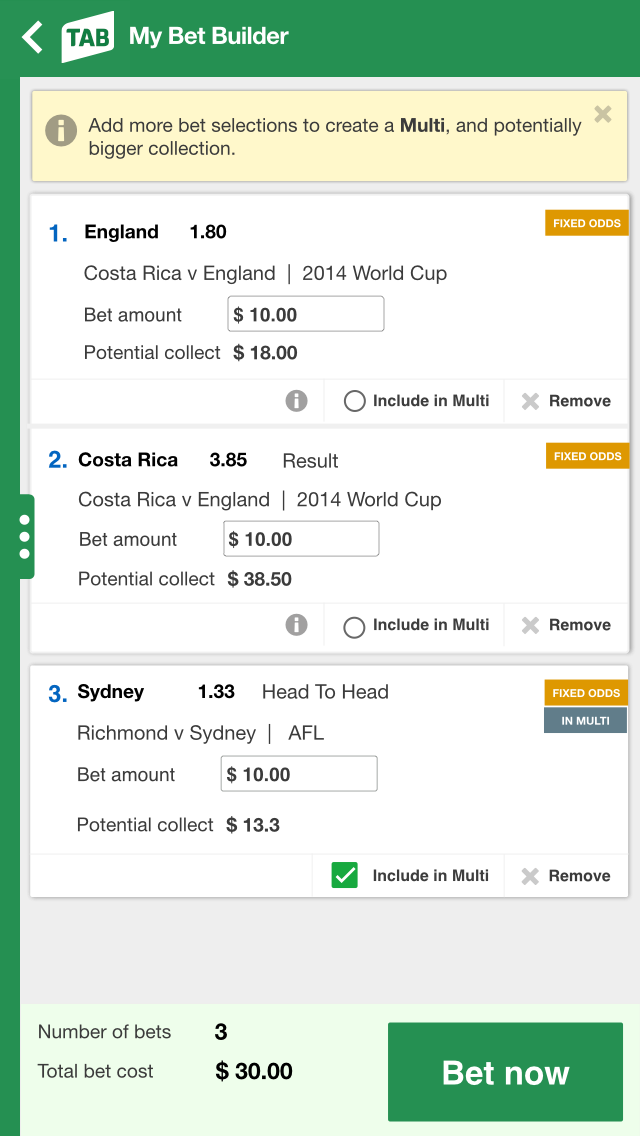 TAB My Bet Builder
Add more bet selections to create a Multi, and potentially
bigger collection.
1. England 1.80 FIXED ODDS
Costa Rica v England | 2014 World Cup
Bet amount $ 10.00
Potential collect $ 18.00
Include in Multi Remove
2. Costa Rica 3.85 Result FIXED ODDS
Costa Rica v England | 2014 World Cup
Bet amount $ 10.00
Potential collect $ 38.50
Include in Multi Remove
3. Sydney 1.33 Head To Head FIXED ODDS
IN MULTI
Richmond v Sydney | AFL
Bet amount $ 10.00
Potential collect $ 13.3
Include in Multi Remove
Number of bets 3
Total bet cost $ 30.00
Bet now